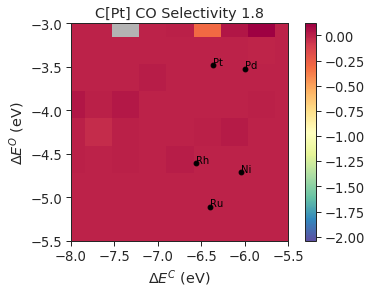 C[Pt] CO Selectivity 1.8
−3.0
−3.5
−4.0
−4.5
−5.0
−5.5
ΔE^O (eV)
Pt
Pd
Rh
Ni
Ru
−8.0 −7.5 −7.0 −6.5 −6.0 −5.5
ΔE^C (eV)
0.00
−0.25
−0.50
−0.75
−1.00
−1.25
−1.50
−1.75
−2.00